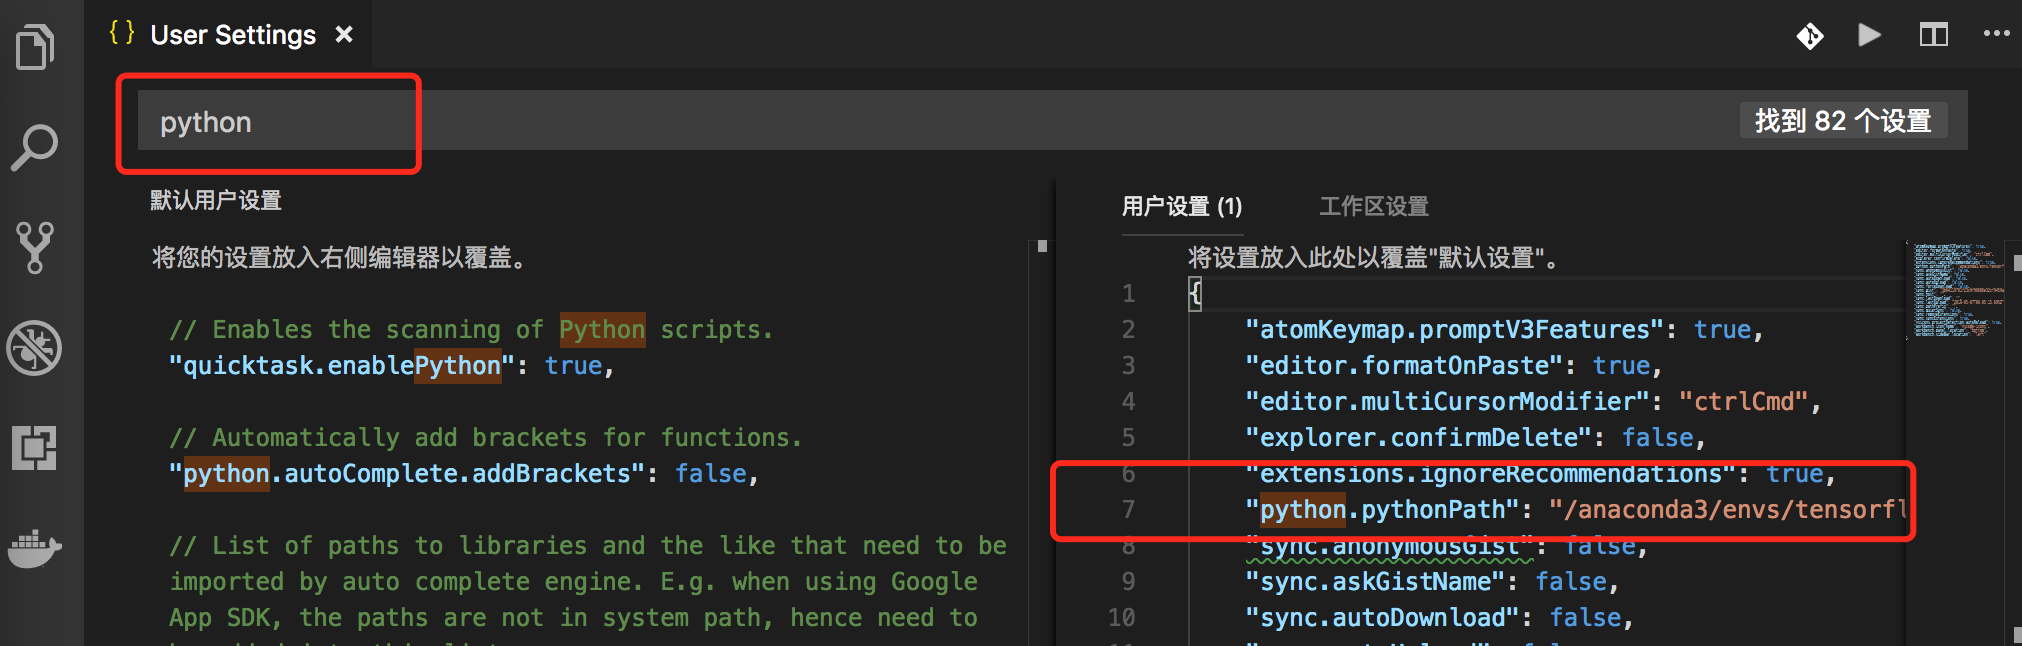 { } User Settings ×
python
找到 82 个设置
默认用户设置
将您的设置放入右侧编辑器以覆盖。
// Enables the scanning of Python scripts.
"quicktask.enablePython": true,
// Automatically add brackets for functions.
"python.autoComplete.addBrackets": false,
// List of paths to libraries and the like that need to be
imported by auto complete engine. E.g. when using Google
App SDK, the paths are not in system path, hence need to
用户设置 (1)
工作区设置
将设置放入此处以覆盖"默认设置"。
1 {
2 "atomKeymap.promptV3Features": true,
3 "editor.formatOnPaste": true,
4 "editor.multiCursorModifier": "ctrlCmd",
5 "explorer.confirmDelete": false,
6 "extensions.ignoreRecommendations": true,
7 "python.pythonPath": "/anaconda3/envs/tensorfl
8 "sync.anonymousGist": false,
9 "sync.askGistName": false,
10 "sync.autoDownload": false,